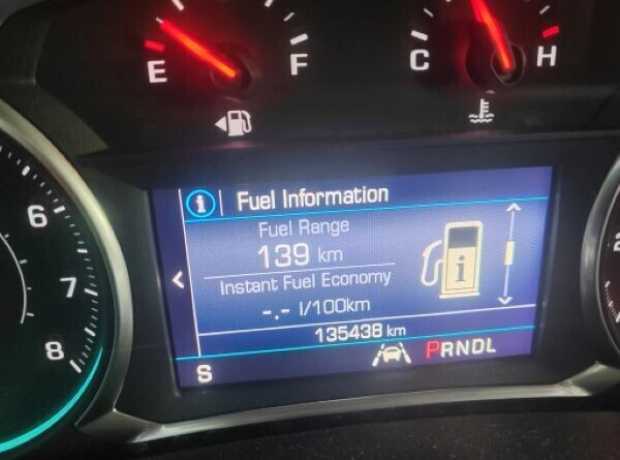 E F
C H
Fuel Information
Fuel Range
139 km
Instant Fuel Economy
-.- l/100km
135438 km
S
PRNDL
6
7
8